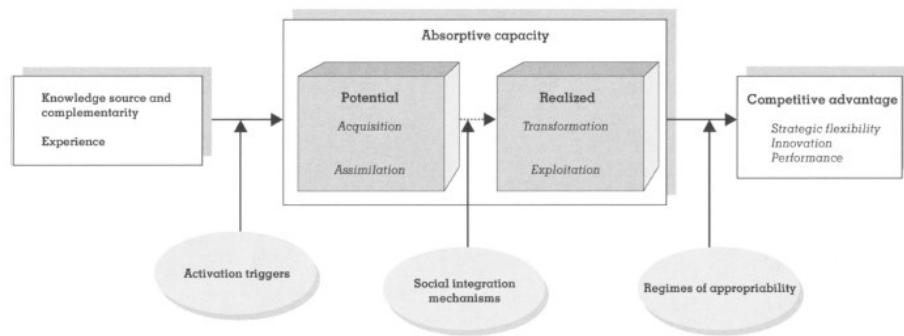 Absorptive capacity
Knowledge source and
complementarity
Experience
Potential
Acquisition
Assimilation
Realized
Transformation
Exploitation
Competitive advantage
Strategic flexibility
Innovation
Performance
Activation triggers
Social integration
mechanisms
Regimes of appropriability